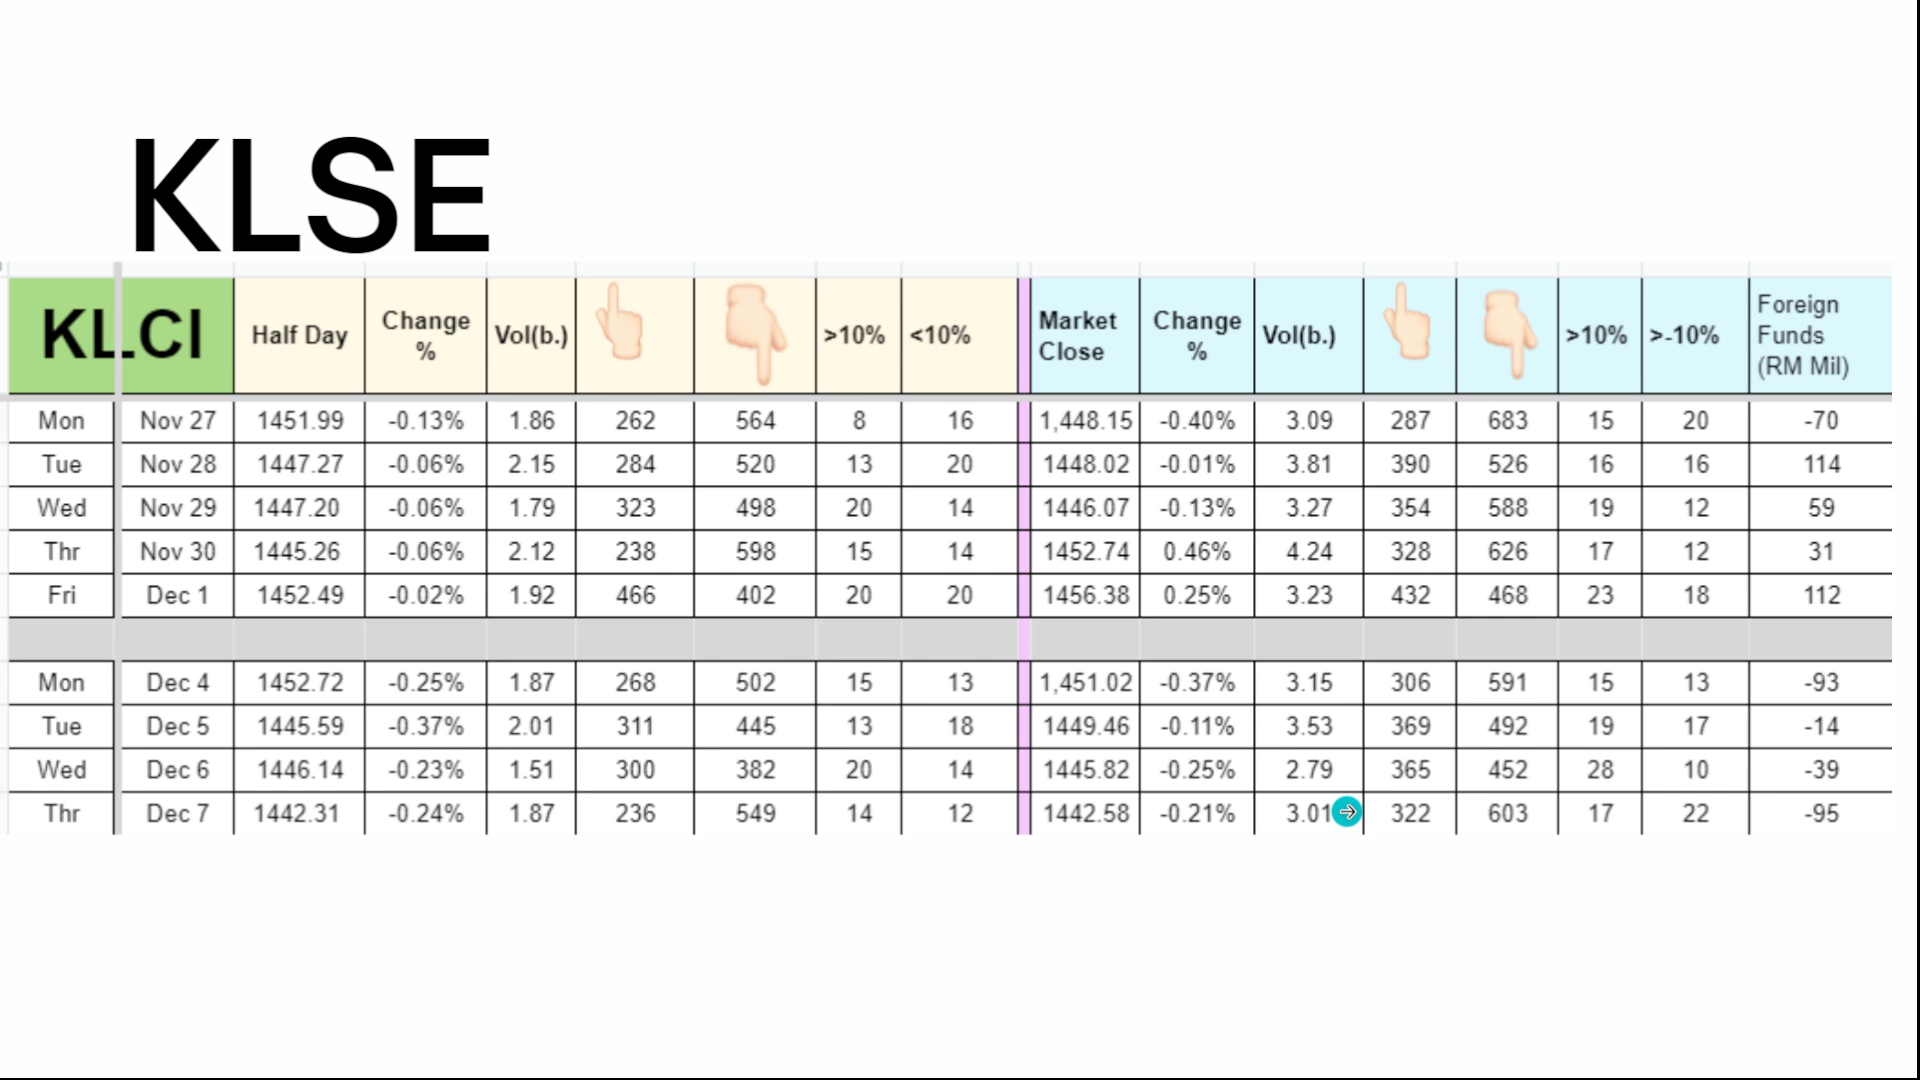 KLSE
KLCI Half Day Change % Vol(b.) >10% <10% Market Close Change % Vol(b.) >10% >-10% Foreign Funds (RM Mil)
Mon Nov 27 1451.99 -0.13% 1.86 262 564 8 16 1,448.15 -0.40% 3.09 287 683 15 20 -70
Tue Nov 28 1447.27 -0.06% 2.15 284 520 13 20 1448.02 -0.01% 3.81 390 526 16 16 114
Wed Nov 29 1447.20 -0.06% 1.79 323 498 20 14 1446.07 -0.13% 3.27 354 588 19 12 59
Thr Nov 30 1445.26 -0.06% 2.12 238 598 15 14 1452.74 0.46% 4.24 328 626 17 12 31
Fri Dec 1 1452.49 -0.02% 1.92 466 402 20 20 1456.38 0.25% 3.23 432 468 23 18 112
Mon Dec 4 1452.72 -0.25% 1.87 268 502 15 13 1,451.02 -0.37% 3.15 306 591 15 13 -93
Tue Dec 5 1445.59 -0.37% 2.01 311 445 13 18 1449.46 -0.11% 3.53 369 492 19 17 -14
Wed Dec 6 1446.14 -0.23% 1.51 300 382 20 14 1445.82 -0.25% 2.79 365 452 28 10 -39
Thr Dec 7 1442.31 -0.24% 1.87 236 549 14 12 1442.58 -0.21% 3.01 322 603 17 22 -95